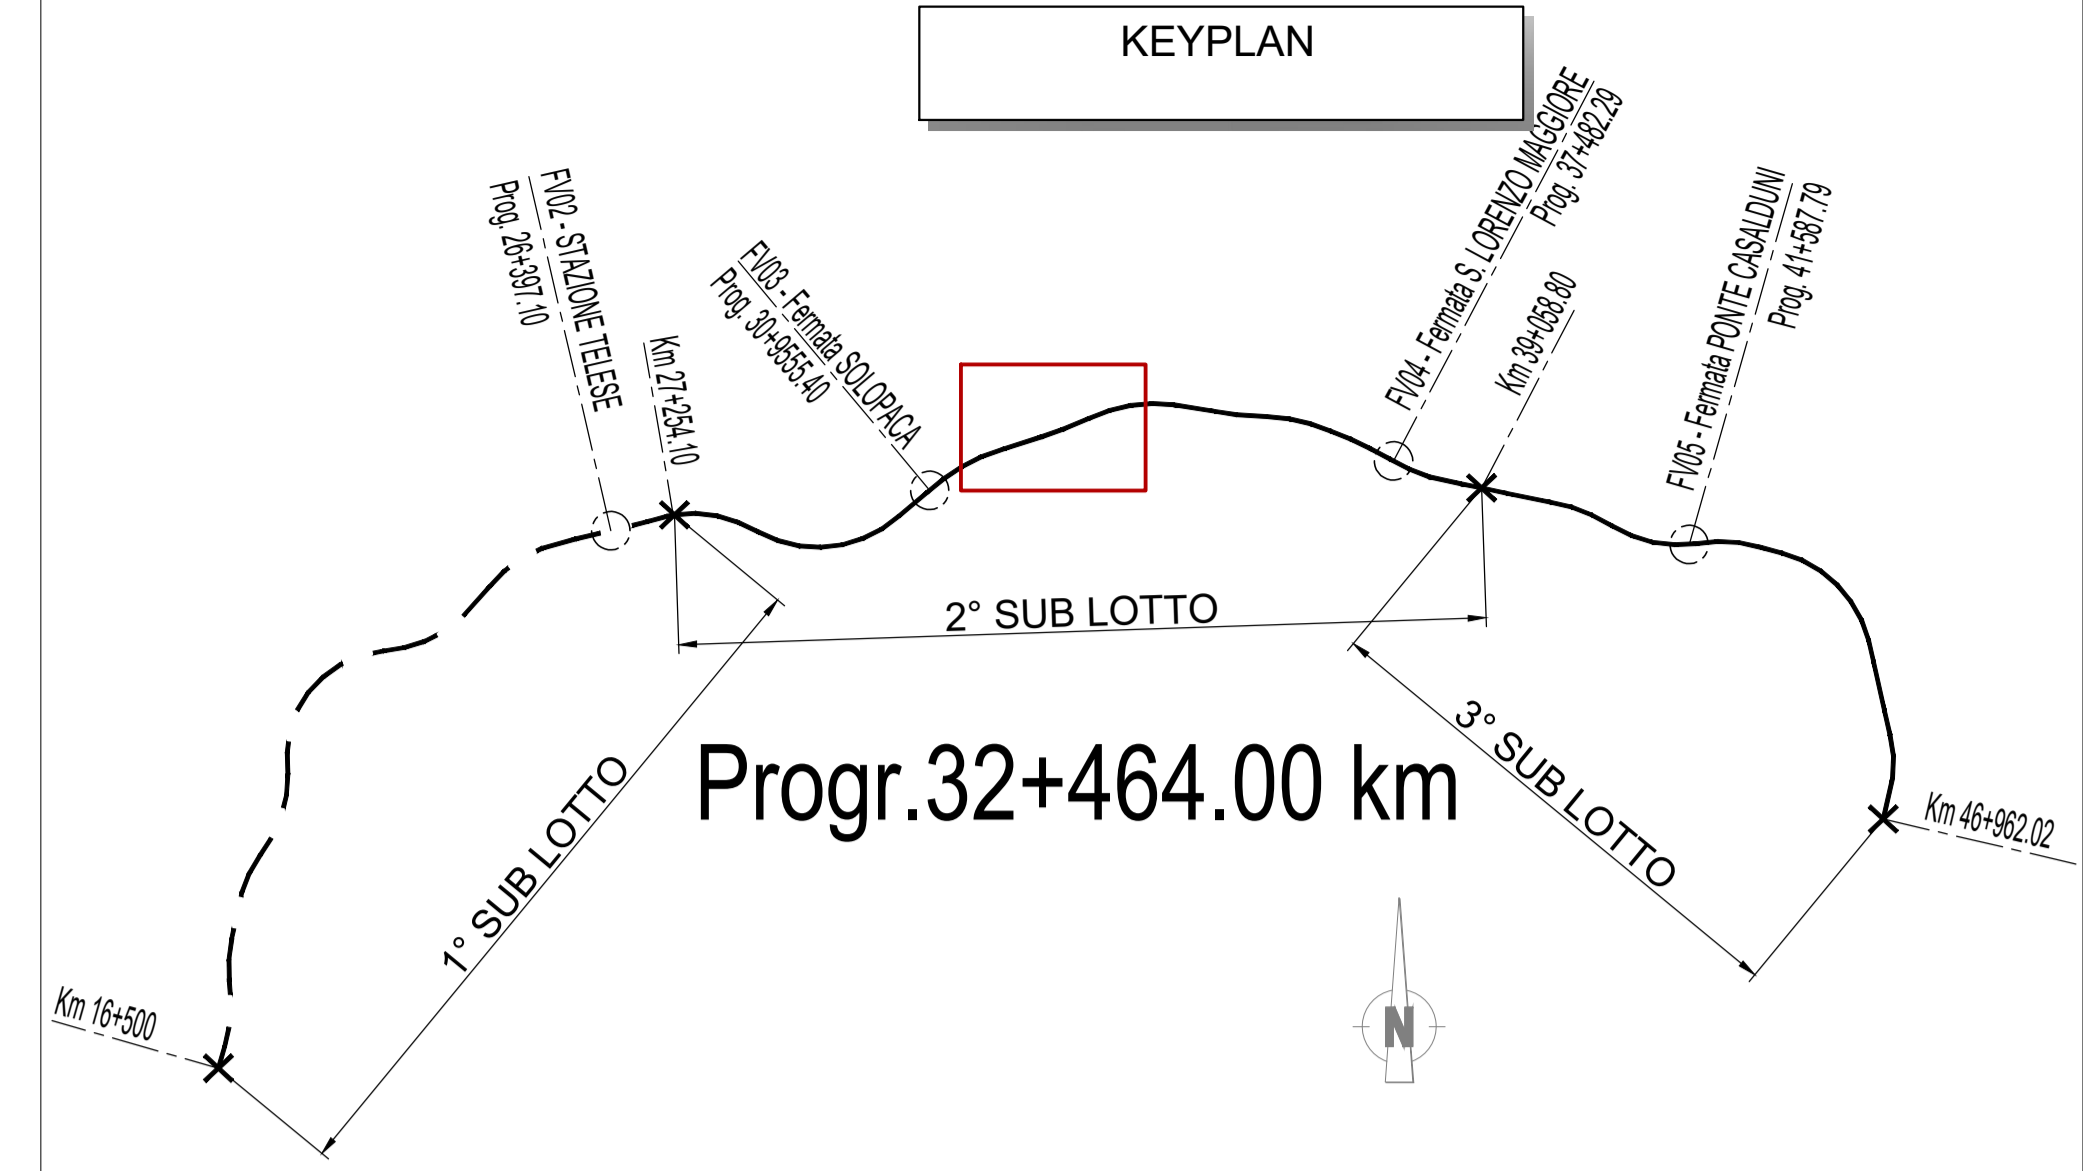 KEYPLAN
FV02 - STAZIONE TELESE
Prog. 26+397.10
Km 27+254.10
FV03 - Fermata SOLOPACA
Prog. 30+9555.40
FV04 - Fermata S. LORENZO MAGGIORE
Prog. 37+482.29
Km 39+058.80
FV05 - Fermata PONTE CASALDUNI
Prog. 41+587.79
2° SUB LOTTO
1° SUB LOTTO
3° SUB LOTTO
Progr.32+464.00 km
Km 46+962.02
Km 16+500
N